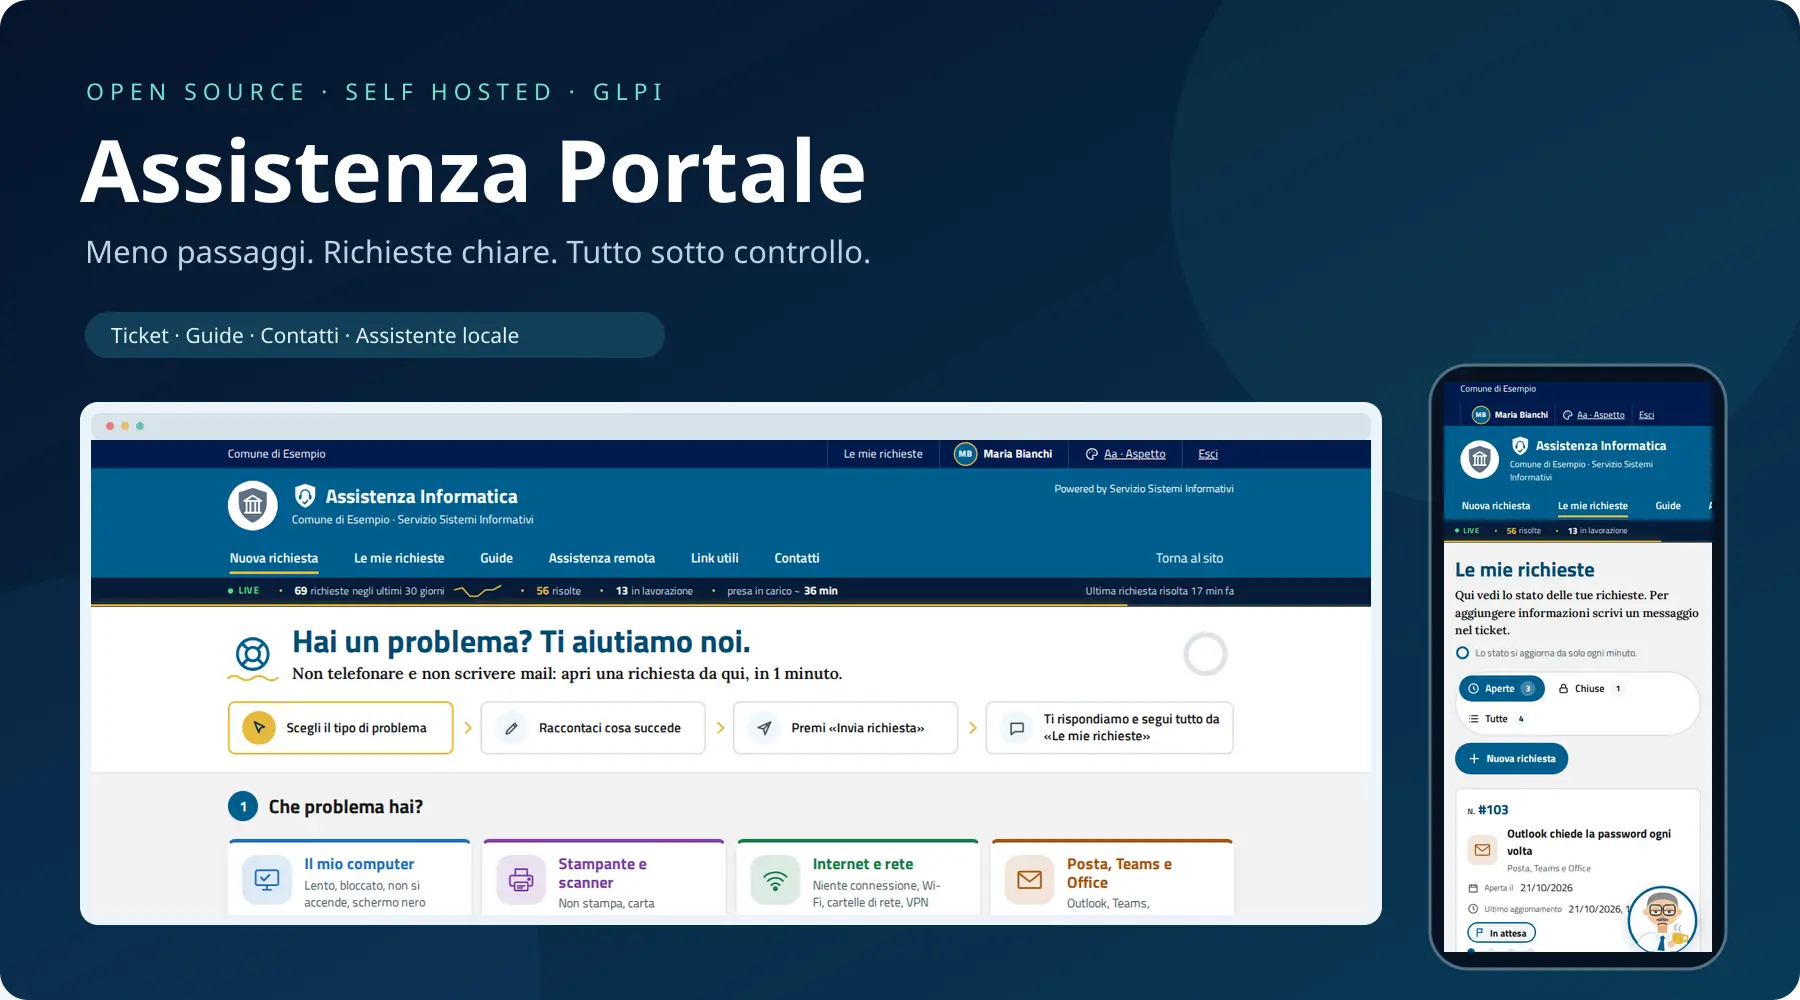 OPEN SOURCE · SELF HOSTED · GLPI
Assistenza Portale
Meno passaggi. Richieste chiare. Tutto sotto controllo.
Ticket · Guide · Contatti · Assistente locale
Comune di Esempio
Le mie richieste
MB Maria Bianchi
Aa · Aspetto
Esci
Assistenza Informatica
Comune di Esempio · Servizio Sistemi Informativi
Powered by Servizio Sistemi Informativi
Nuova richiesta
Le mie richieste
Guide
Assistenza remota
Link utili
Contatti
Torna al sito
LIVE · 69 richieste negli ultimi 30 giorni · 56 risolte · 13 in lavorazione · presa in carico ~ 36 min
Ultima richiesta risolta 17 min fa
Hai un problema? Ti aiutiamo noi.
Non telefonare e non scrivere mail: apri una richiesta da qui, in 1 minuto.
Scegli il tipo di problema
Raccontaci cosa succede
Premi «Invia richiesta»
Ti rispondiamo e segui tutto da
«Le mie richieste»
1 Che problema hai?
Il mio computer
Lento, bloccato, non si
accende, schermo nero
Stampante e
scanner
Non stampa, carta
Internet e rete
Niente connessione, Wi-
Fi, cartelle di rete, VPN
Posta, Teams e
Office
Outlook, Teams,
Comune di Esempio
MB Maria Bianchi
Aa · Aspetto
Esci
Assistenza Informatica
Comune di Esempio · Servizio Sistemi
Informativi
Nuova richiesta
Le mie richieste
Guide
LIVE · 56 risolte · 13 in lavorazione
Le mie richieste
Qui vedi lo stato delle tue richieste. Per
aggiungere informazioni scrivi un messaggio
nel ticket.
Lo stato si aggiorna da solo ogni minuto.
Aperte 3
Chiuse 1
Tutte 4
+ Nuova richiesta
N. #103
Outlook chiede la password ogni
volta
Posta, Teams e Office
Aperta il 21/10/2026
Ultimo aggiornamento 21/10/2026,
In attesa